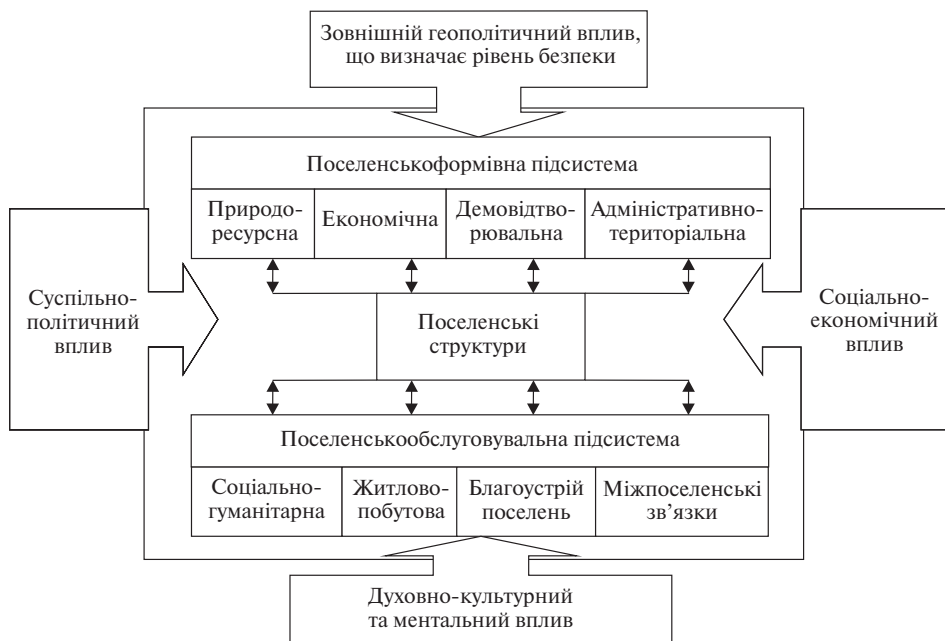 Зовнішній геополітичний вплив,
що визначає рівень безпеки
Поселенськоформівна підсистема
Природо-
ресурсна
Економічна
Демовідтво-
рювальна
Адміністративно-
територіальна
Суспільно-
політичний
вплив
Поселенські
структури
Соціально-
економічний
вплив
Поселенськообслуговувальна підсистема
Соціально-
гуманітарна
Житлово-
побутова
Благоустрій
поселень
Міжпоселенські
зв’язки
Духовно-культурний
та ментальний вплив